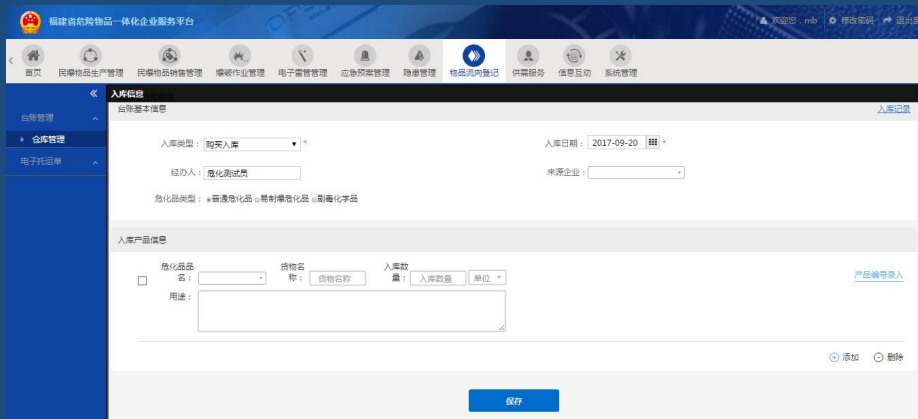 福建省危险物品一体化企业服务平台
欢迎您：mb 修改密码 退出
首页 民爆物品生产管理 民爆物品销售管理 爆破作业管理 电子雷管管理 应急预案管理 隐患管理 物品流向登记 供需服务 信息互动 系统管理
台账管理
仓库管理
电子托运单
入库信息
台账基本信息 入库记录
入库类型： 购买入库 * 入库日期： 2017-09-20 *
经办人： 危化测试员 来源企业：
危化品类型： 普通危化品 易制爆危化品 剧毒化学品
入库产品信息
危化品品名： 货物名称： 货物名称 入库数量： 入库数量 单位 产品编号录入
用途：
添加 删除
保存